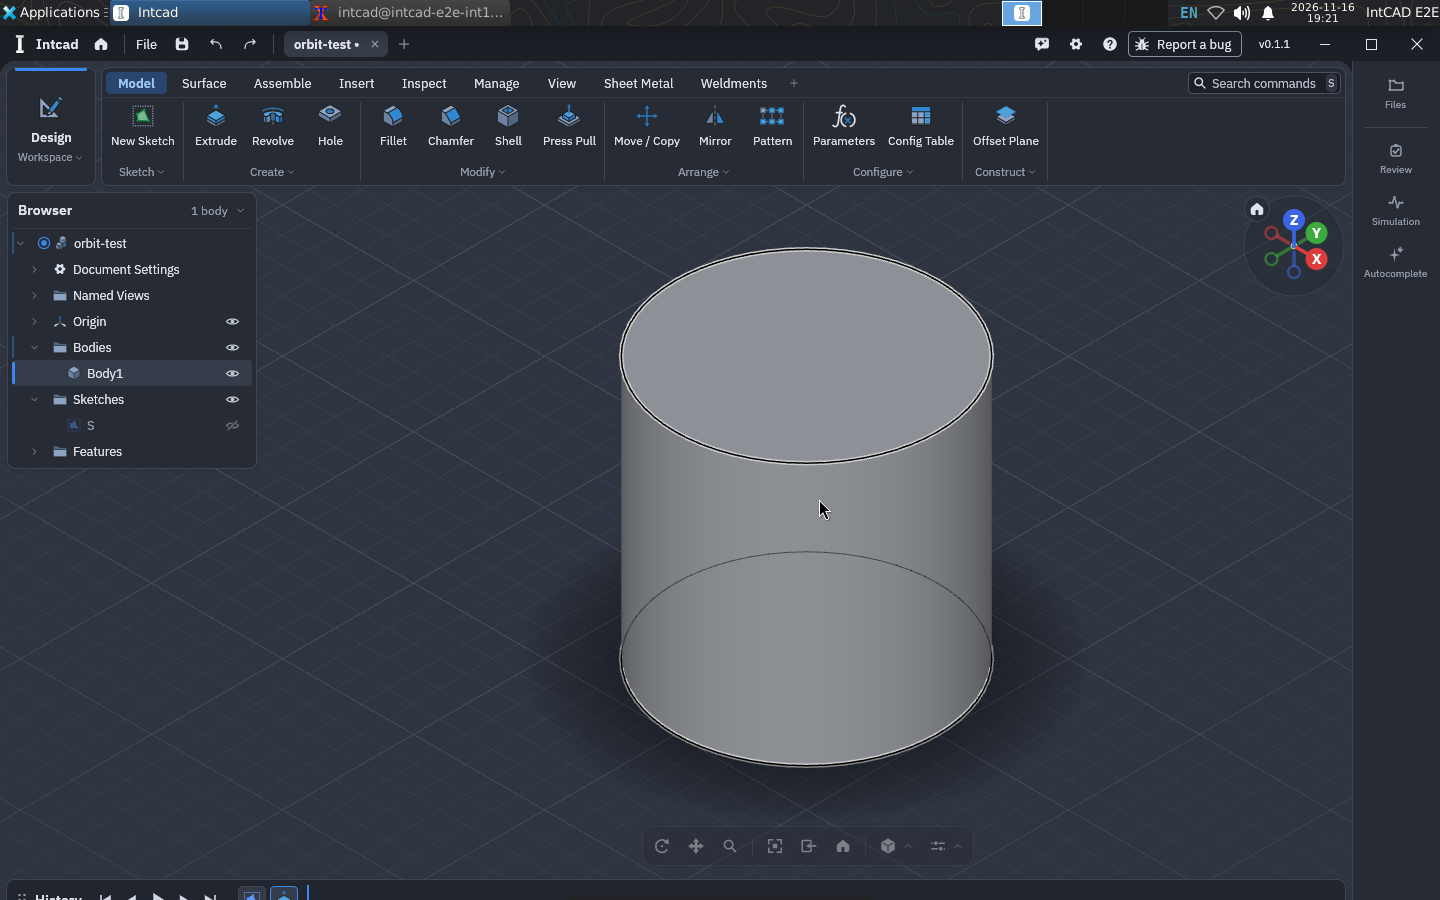 Applications
Intcad
intcad@intcad-e2e-int1...
EN
2026-11-16
19:21
IntCAD E2E
Intcad
File
orbit-test •
Report a bug
v0.1.1
Design
Workspace
Model
Surface
Assemble
Insert
Inspect
Manage
View
Sheet Metal
Weldments
Search commands
S
New Sketch
Extrude
Revolve
Hole
Fillet
Chamfer
Shell
Press Pull
Move / Copy
Mirror
Pattern
Parameters
Config Table
Offset Plane
Sketch
Create
Modify
Arrange
Configure
Construct
Files
Review
Simulation
Autocomplete
Browser
1 body
orbit-test
Document Settings
Named Views
Origin
Bodies
Body1
Sketches
S
Features
Z
Y
X
History